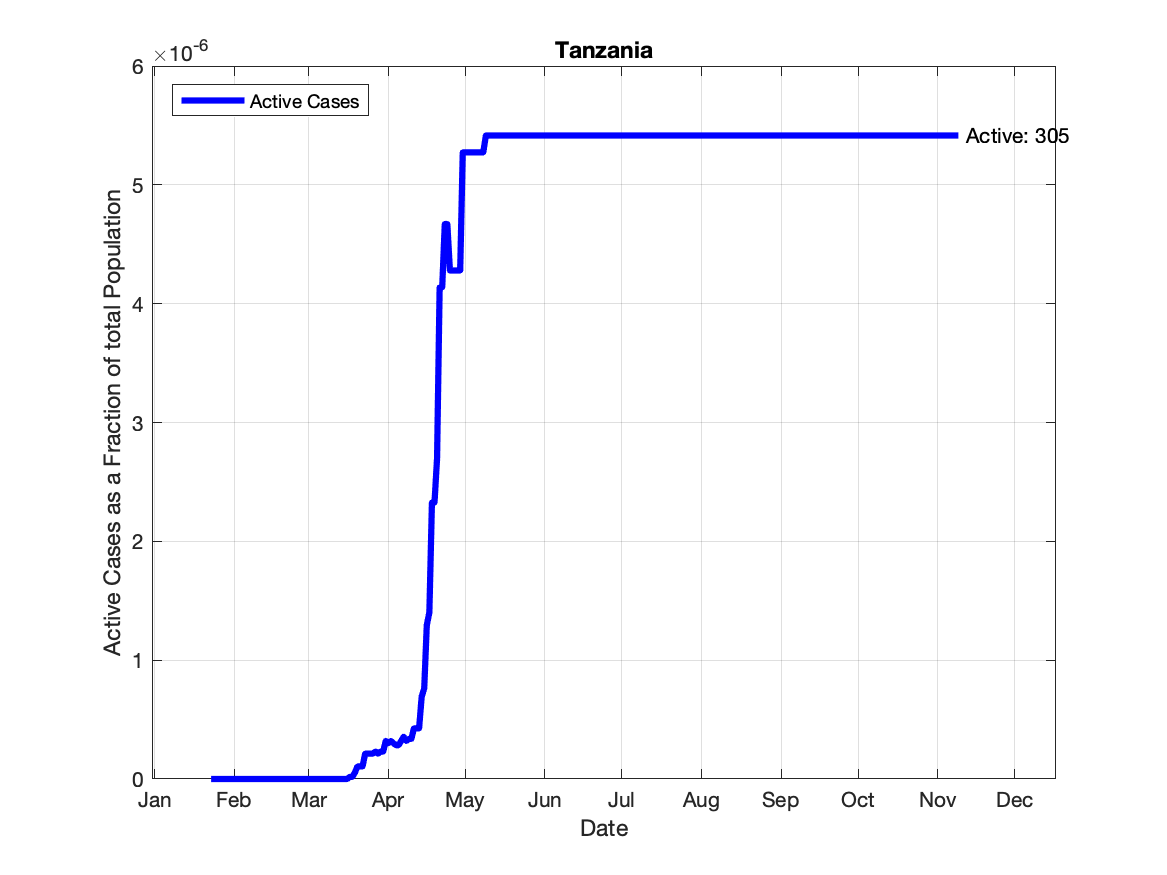 Tanzania
×10-6
Active Cases
Active: 305
6
5
4
3
2
1
0
Active Cases as a Fraction of total Population
Jan Feb Mar Apr May Jun Jul Aug Sep Oct Nov Dec
Date